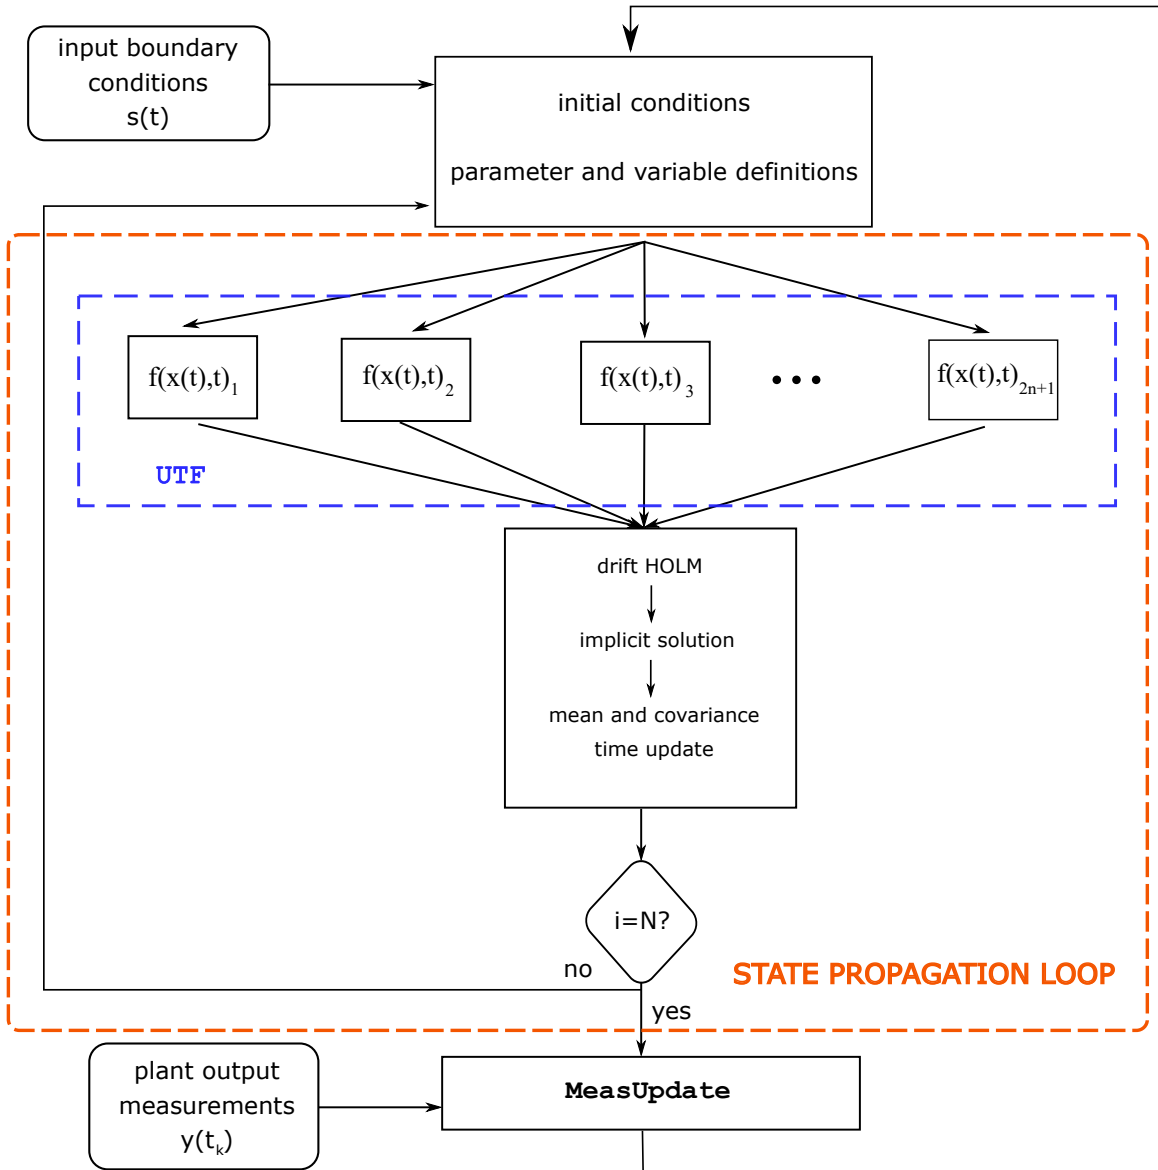 input boundary
conditions
s(t)
initial conditions
parameter and variable definitions
f(x(t),t)₁
f(x(t),t)₂
f(x(t),t)₃
•••
f(x(t),t)₂ₙ₊₁
UTF
drift HOLM
implicit solution
mean and covariance
time update
i=N?
no
STATE PROPAGATION LOOP
yes
plant output
measurements
y(tₖ)
MeasUpdate